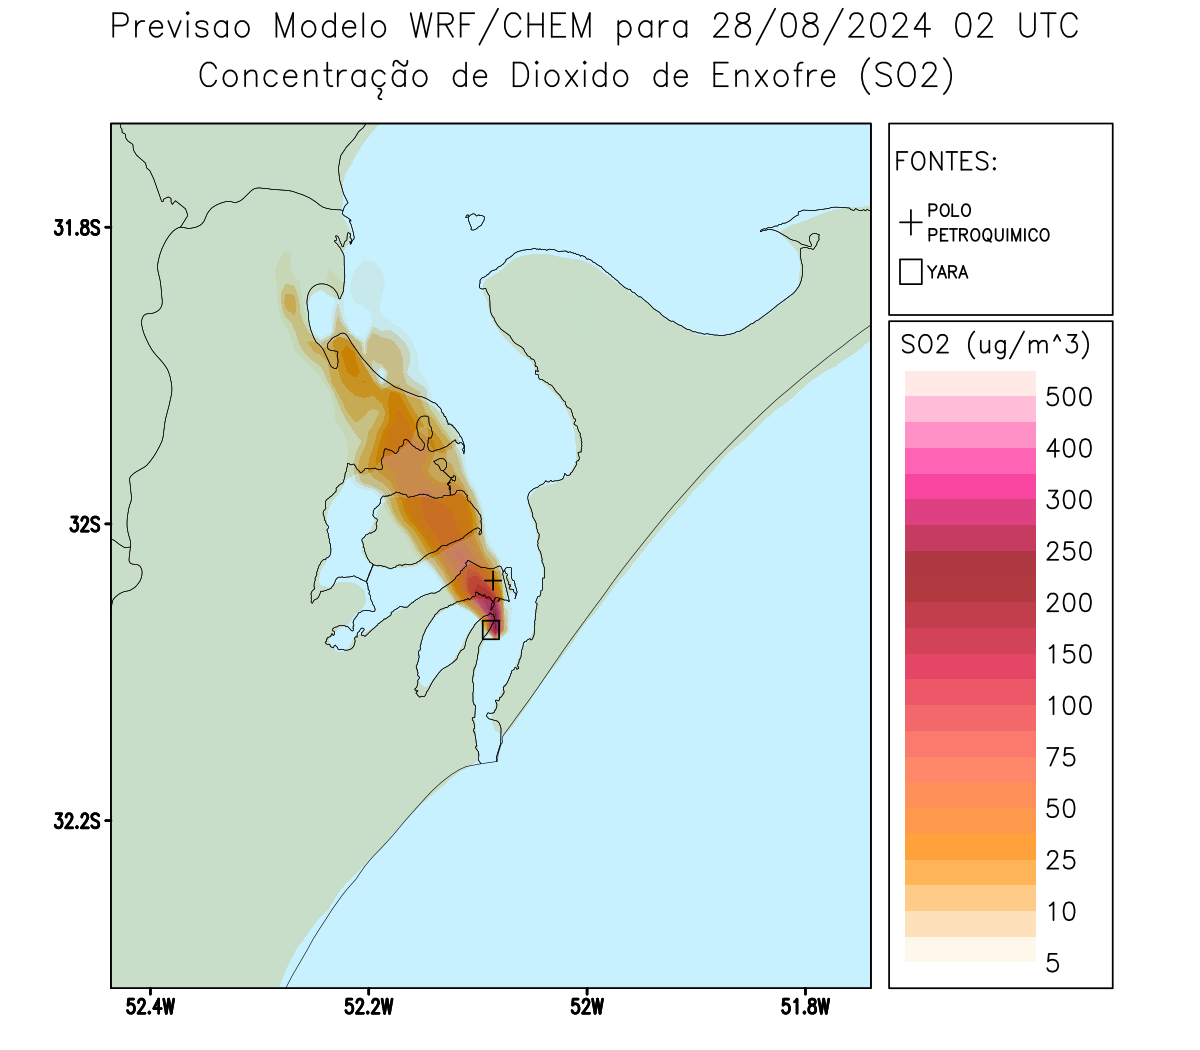 Previsao Modelo WRF/CHEM para 28/08/2024 02 UTC
Concentração de Dioxido de Enxofre (SO2)
FONTES:
POLO
PETROQUIMICO
YARA
31.8S
32S
32.2S
52.4W
52.2W
52W
51.8W
SO2 (ug/m^3)
500
400
300
250
200
150
100
75
50
25
10
5